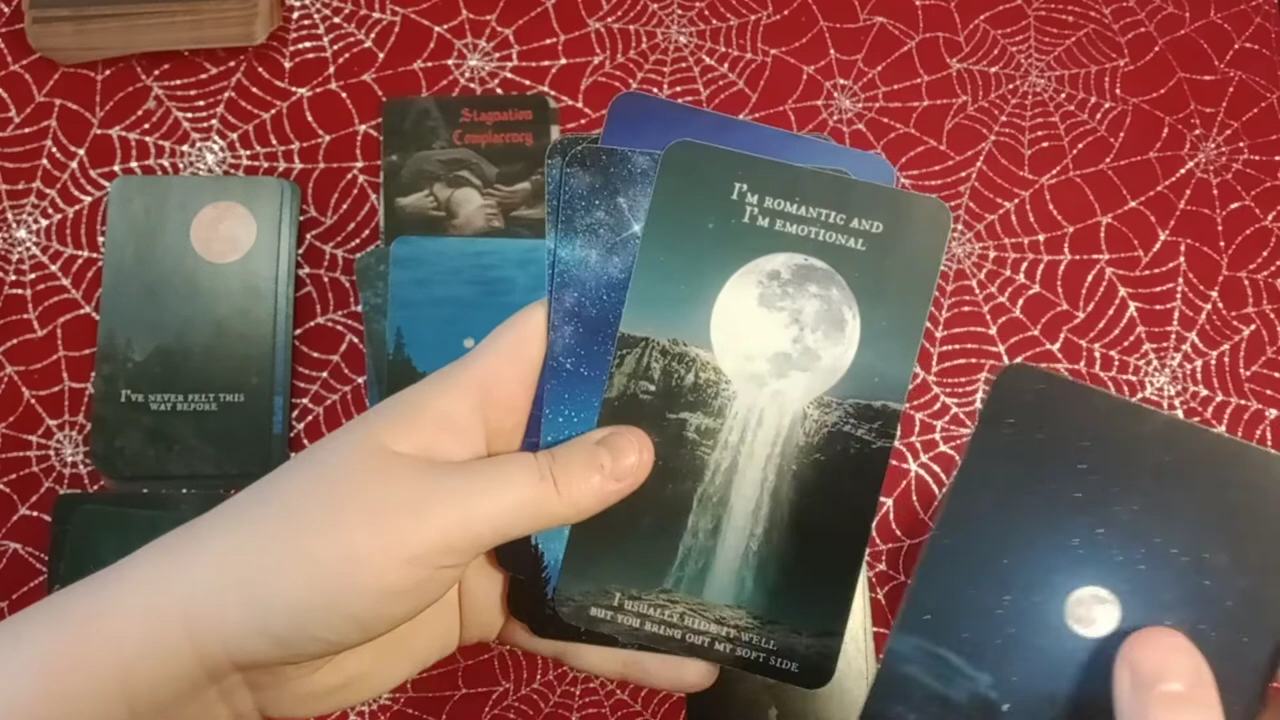 Stagnation
Complacency
I'm romantic and
I'm emotional
I usually hide it well
but you bring out my soft side
I've never felt this
way before